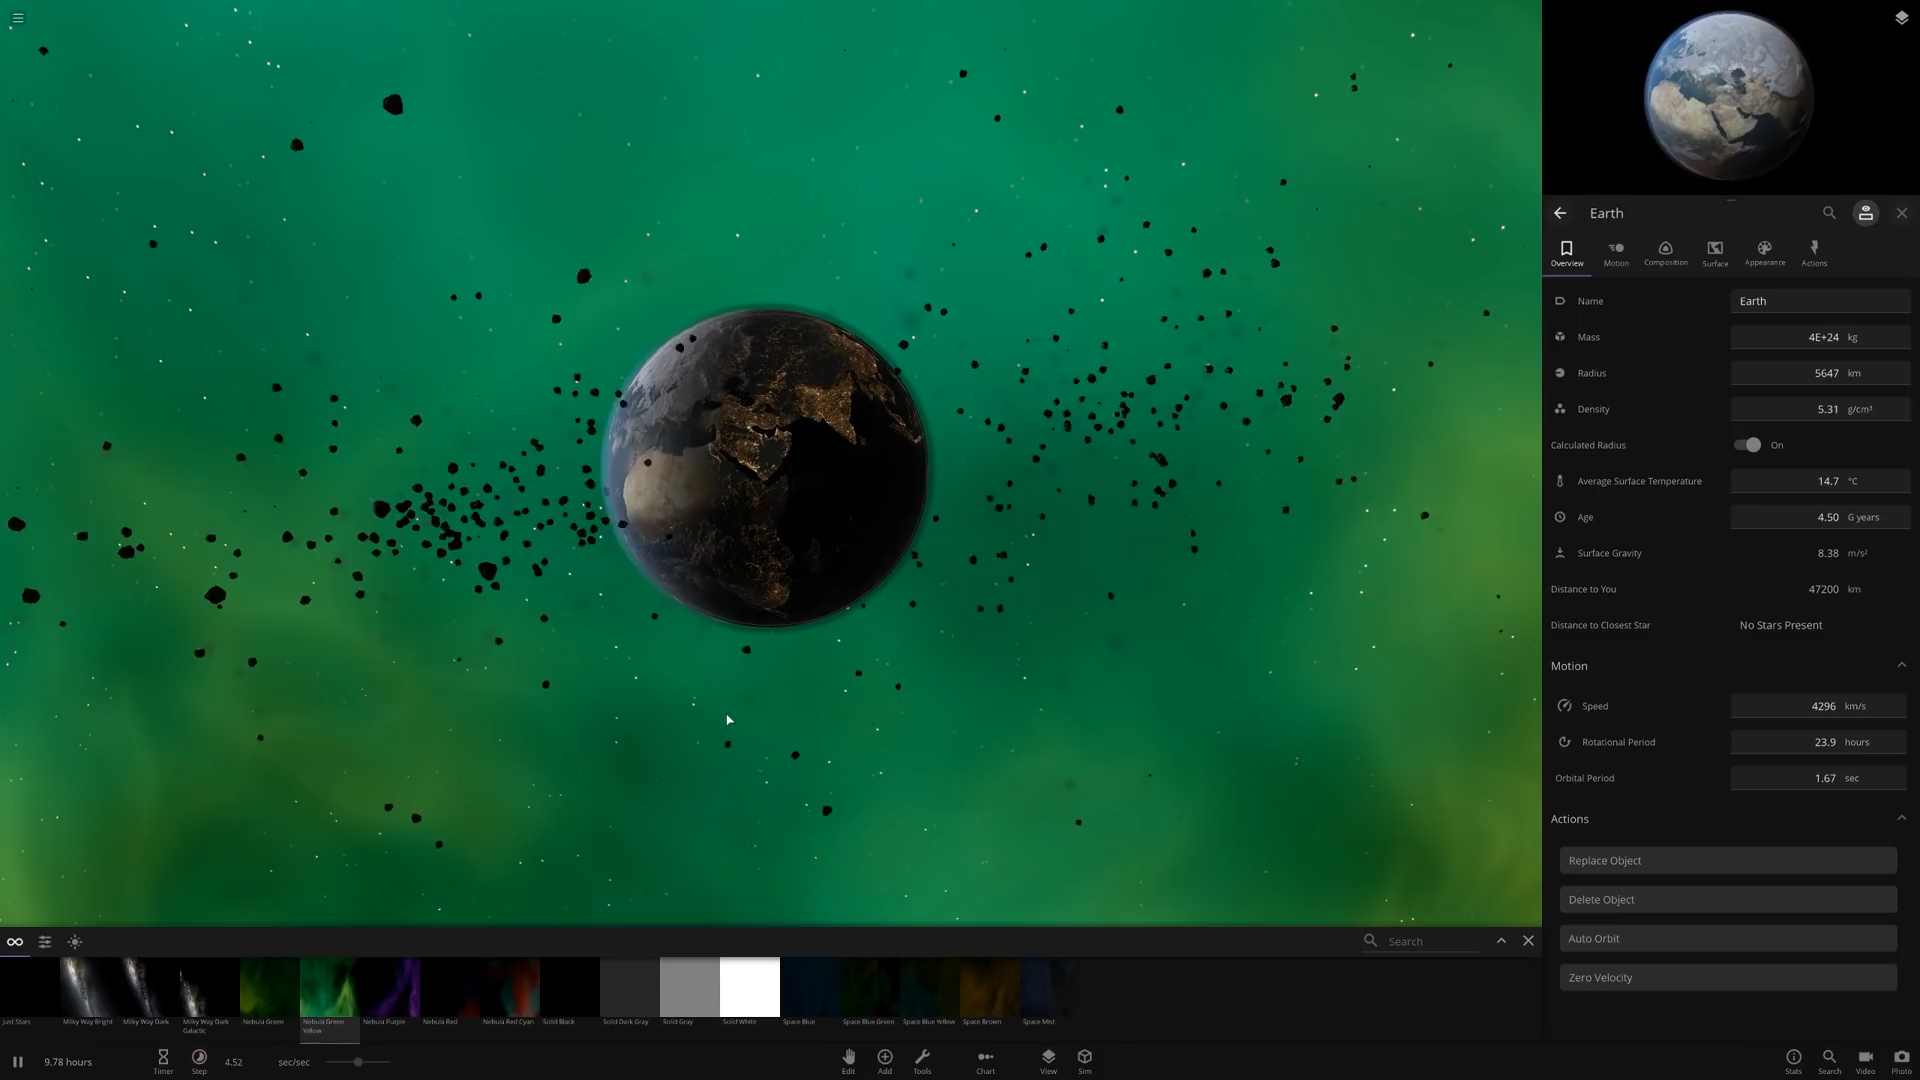 Earth
Overview
Motion
Composition
Surface
Appearance
Actions
Name Earth
Mass 4E+24 kg
Radius 5647 km
Density 5.31 g/cm³
Calculated Radius On
Average Surface Temperature 14.7 °C
Age 4.50 G years
Surface Gravity 8.38 m/s²
Distance to You 47200 km
Distance to Closest Star No Stars Present
Motion
Speed 4296 km/s
Rotational Period 23.9 hours
Orbital Period 1.67 sec
Actions
Replace Object
Delete Object
Auto Orbit
Zero Velocity
Search
Just Stars
Milky Way Bright
Milky Way Dark
Milky Way Dark
Galactic
Nebula Green
Nebula Green
Yellow
Nebula Purple
Nebula Red
Nebula Red Cyan
Solid Black
Solid Dark Gray
Solid Gray
Solid White
Space Blue
Space Blue Green
Space Blue Yellow
Space Brown
Space Mist
9.78 hours
Timer
Step
4.52 sec/sec
Edit
Add
Tools
Chart
View
Sim
Stats
Search
Video
Photo